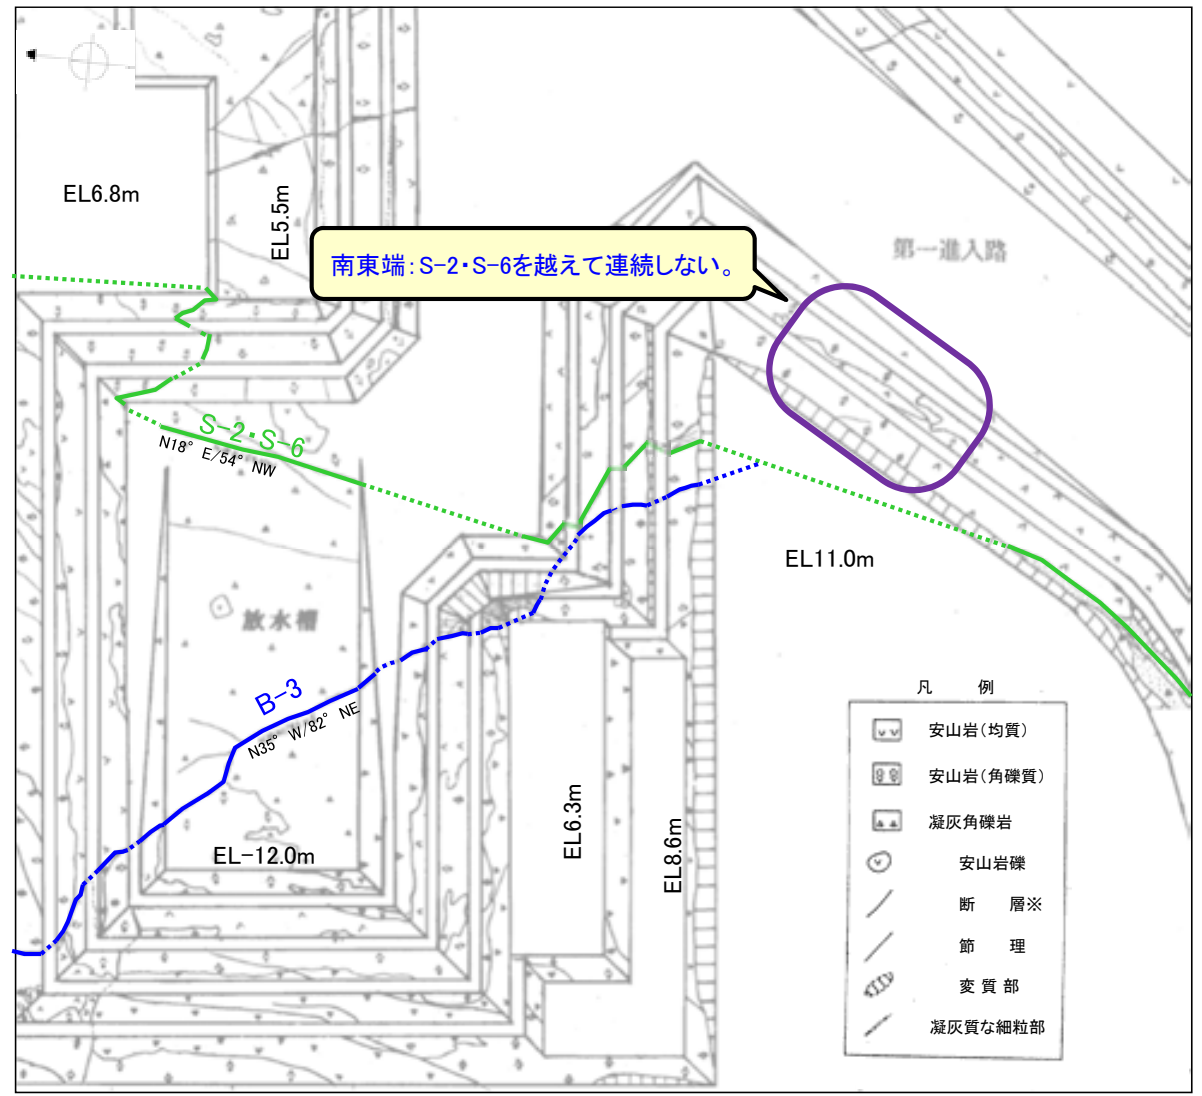 EL6.8m
EL5.5m
南東端：S-2・S-6を越えて連続しない。
第一進入路
S-2・S-6
N18° E/54° NW
EL11.0m
放水槽
B-3
N35° W/82° NE
EL-12.0m
EL6.3m
EL8.6m
凡　例
安山岩(均質)
安山岩(角礫質)
凝灰角礫岩
安山岩礫
断　層※
節　理
変質部
凝灰質な細粒部